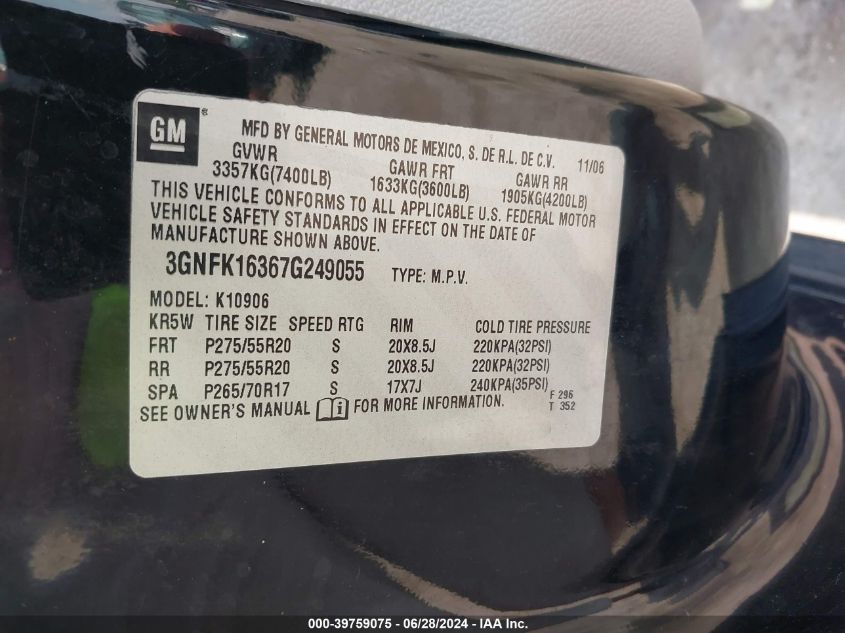 GM ®
MFD BY GENERAL MOTORS DE MEXICO, S. DE R.L. DE C.V. 11/06
GVWR GAWR FRT GAWR RR
3357KG(7400LB) 1633KG(3600LB) 1905KG(4200LB)
THIS VEHICLE CONFORMS TO ALL APPLICABLE U.S. FEDERAL MOTOR
VEHICLE SAFETY STANDARDS IN EFFECT ON THE DATE OF
MANUFACTURE SHOWN ABOVE.
3GNFK16367G249055 TYPE: M.P.V.
MODEL: K10906
KR5W TIRE SIZE SPEED RTG RIM COLD TIRE PRESSURE
FRT P275/55R20 S 20X8.5J 220KPA(32PSI)
RR P275/55R20 S 20X8.5J 220KPA(32PSI)
SPA P265/70R17 S 17X7J 240KPA(35PSI)
SEE OWNER'S MANUAL i FOR MORE INFORMATION.
F 296
T 352
000-39759075 - 06/28/2024 - IAA Inc.